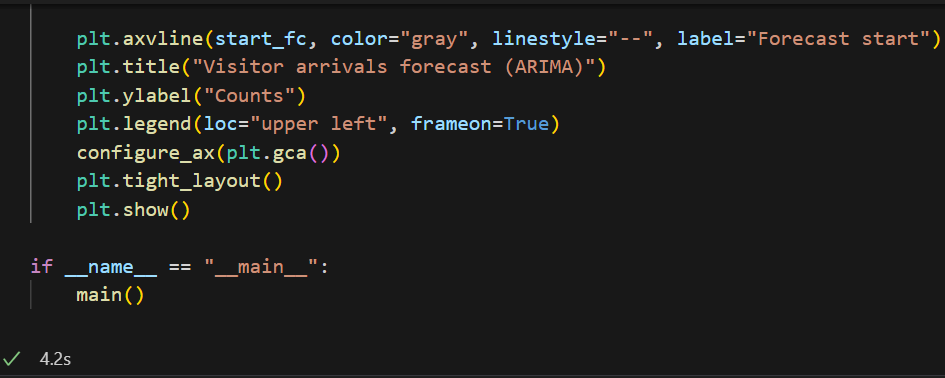 plt.axvline(start_fc, color="gray", linestyle="--", label="Forecast start")
plt.title("Visitor arrivals forecast (ARIMA)")
plt.ylabel("Counts")
plt.legend(loc="upper left", frameon=True)
configure_ax(plt.gca())
plt.tight_layout()
plt.show()
if __name__ == "__main__":
main()
4.2s